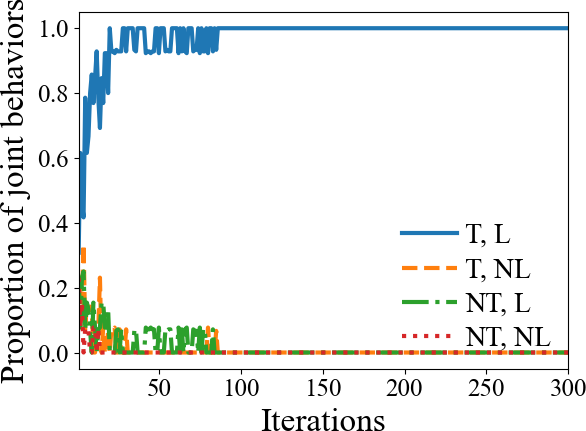 Proportion of joint behaviors
1.0
0.8
0.6
0.4
0.2
0.0
T, L
T, NL
NT, L
NT, NL
50 100 150 200 250 300
Iterations